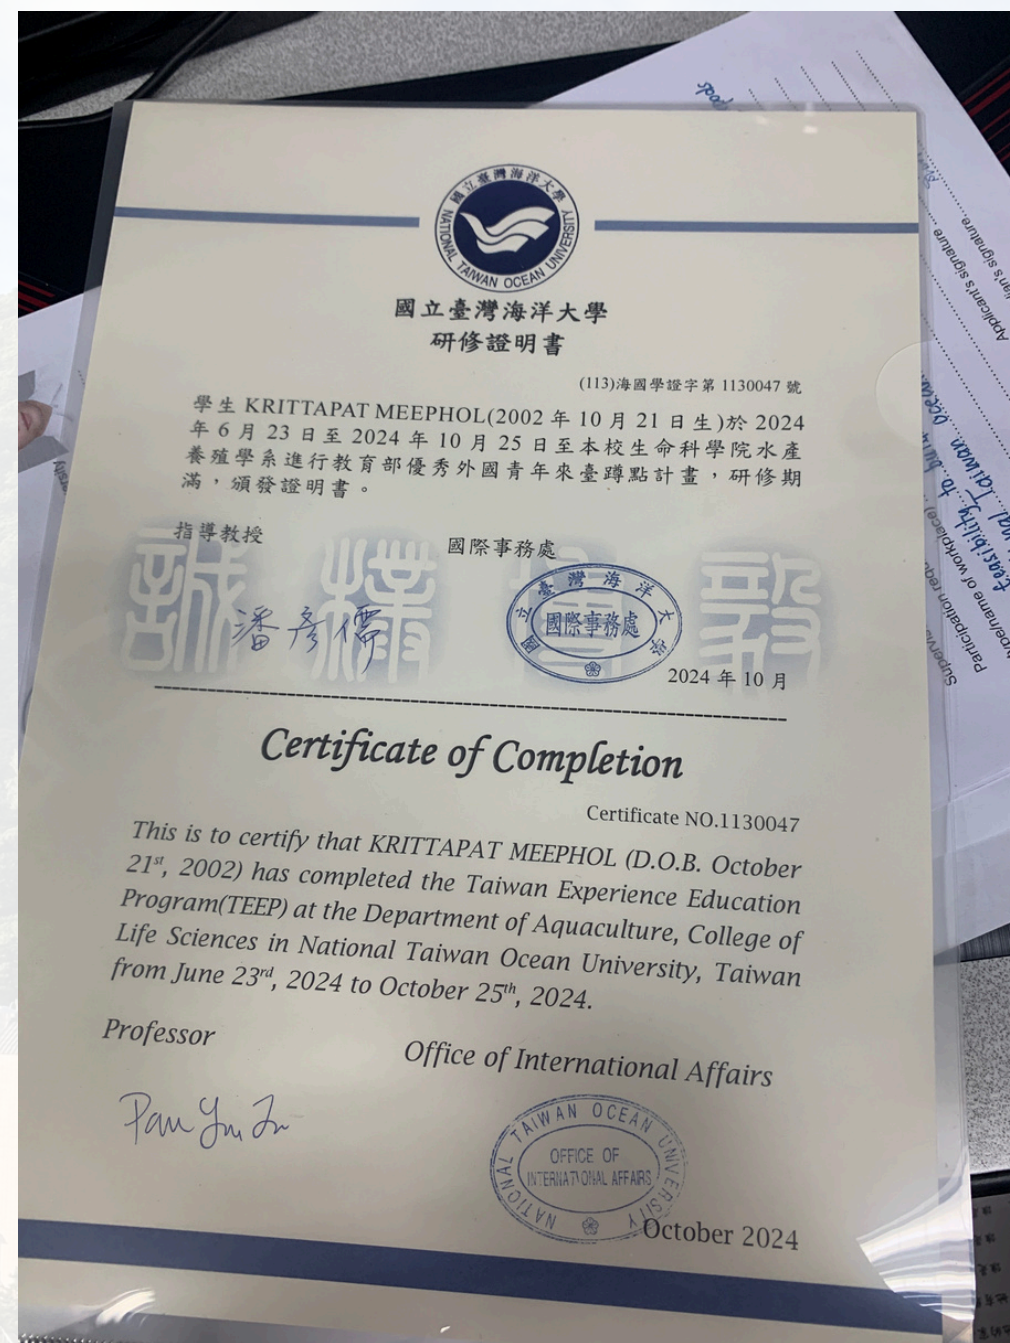 國立臺灣海洋大學
NATIONAL TAIWAN OCEAN UNIVERSITY
國立臺灣海洋大學
研修證明書
(113)海國學證字第 1130047 號
學生 KRITTAPAT MEEPHOL(2002 年 10 月 21 日生)於 2024
年 6 月 23 日至 2024 年 10 月 25 日至本校生命科學院水產
養殖學系進行教育部優秀外國青年來臺蹲點計畫，研修期
滿，頒發證明書。
指導教授
國際事務處
誠樸博毅
潘彥儒
國立臺灣海洋大學
國際事務處
2024 年 10 月
Certificate of Completion
Certificate NO.1130047
This is to certify that KRITTAPAT MEEPHOL (D.O.B. October
21st, 2002) has completed the Taiwan Experience Education
Program(TEEP) at the Department of Aquaculture, College of
Life Sciences in National Taiwan Ocean University, Taiwan
from June 23rd, 2024 to October 25th, 2024.
Professor
Office of International Affairs
Pan
NATIONAL TAIWAN OCEAN UNIVERSITY
OFFICE OF
INTERNATIONAL AFFAIRS
October 2024
Applicant's signature
ian's signature
Participation
ype/name of workplace)
feasibility to
Taiwan Ocean